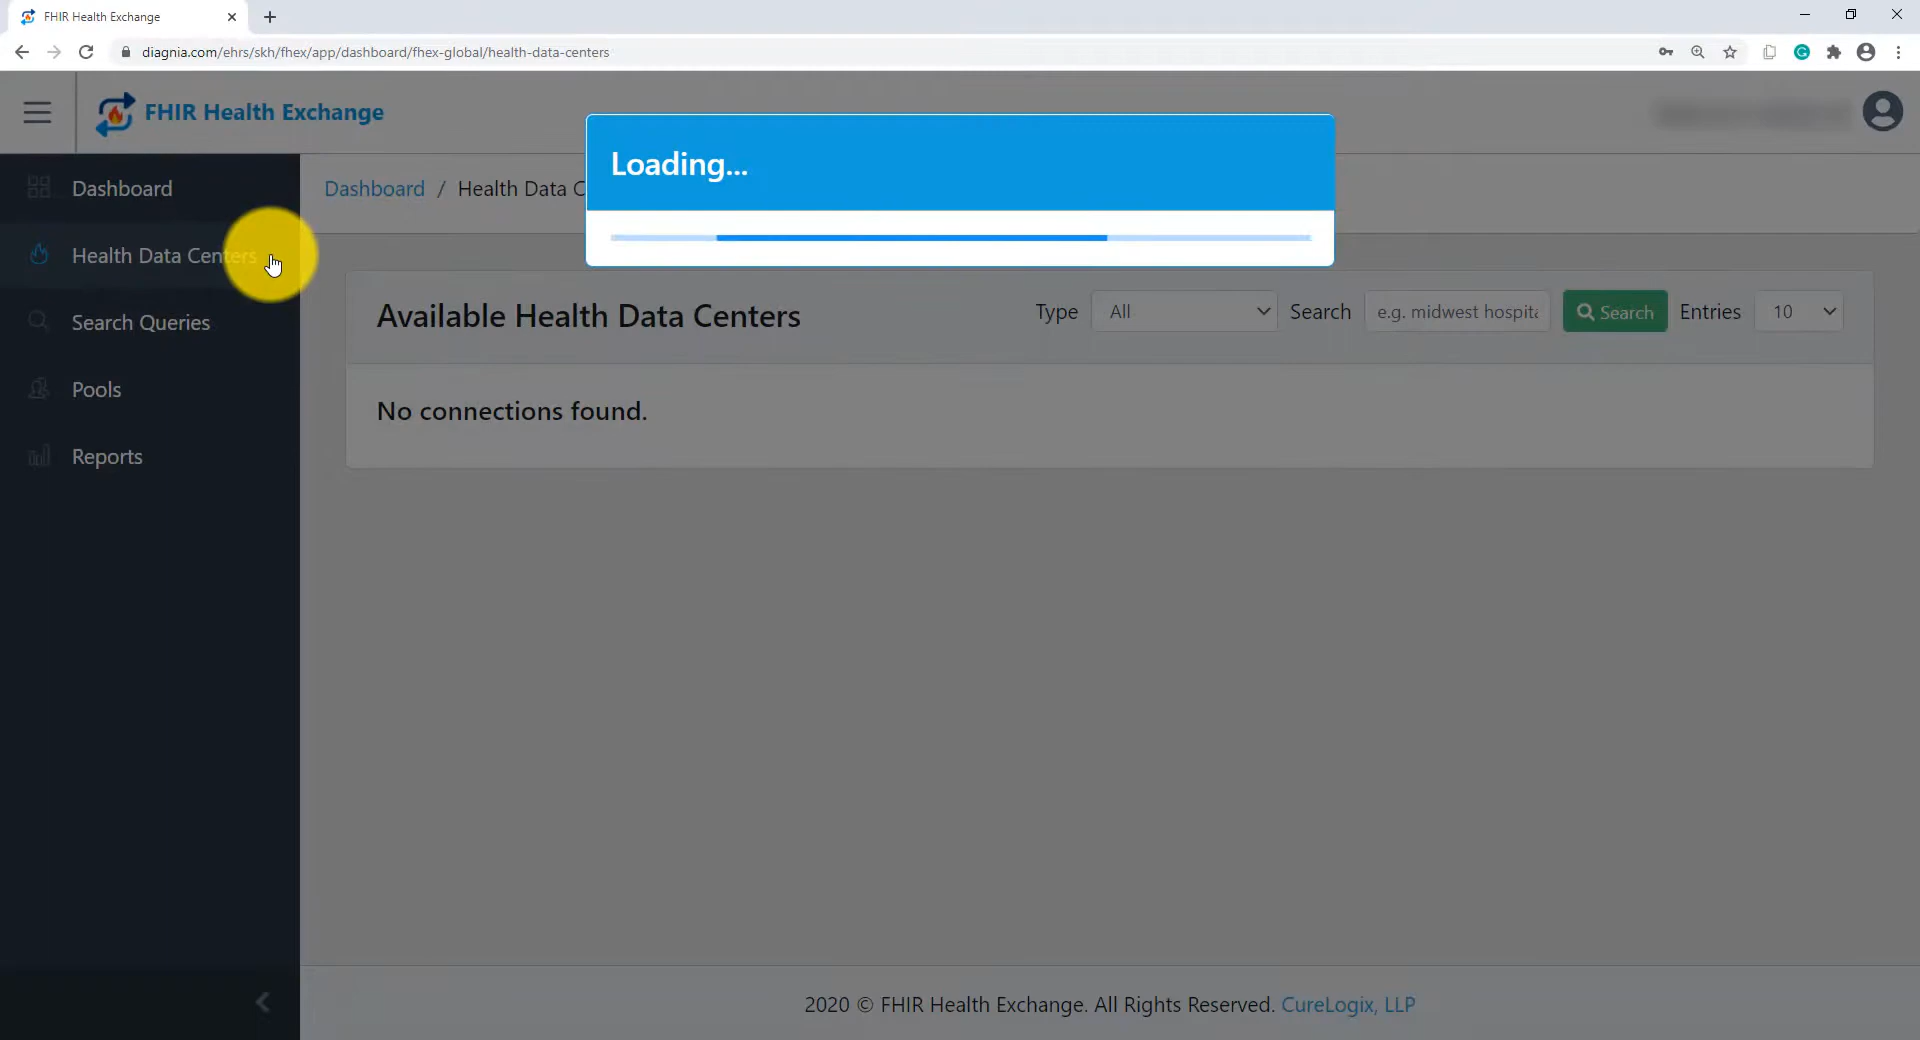 FHIR Health Exchange
diagnia.com/ehrs/skh/fhex/app/dashboard/fhex-global/health-data-centers
FHIR Health Exchange
Loading...
Dashboard
Health Data Centers
Search Queries
Pools
Reports
Dashboard / Health Data C
Available Health Data Centers
Type All Search e.g. midwest hospita Search Entries 10
No connections found.
2020 © FHIR Health Exchange. All Rights Reserved. CureLogix, LLP